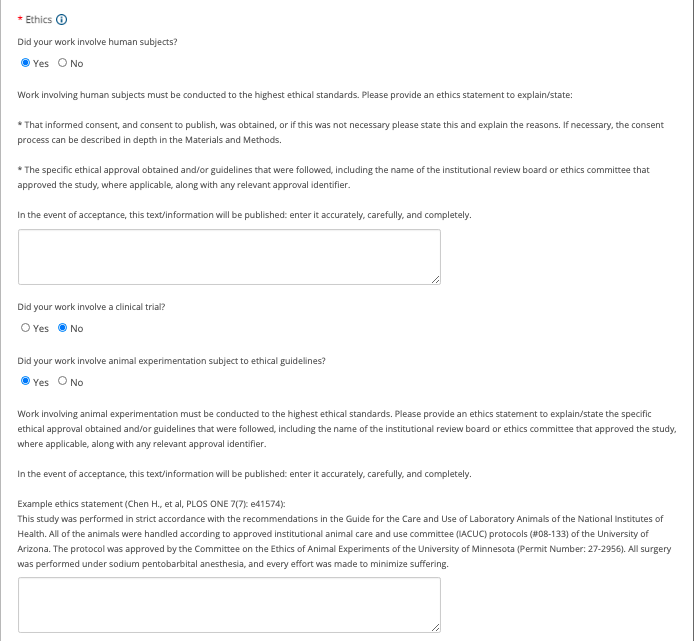 * Ethics
Did your work involve human subjects?
Yes No
Work involving human subjects must be conducted to the highest ethical standards. Please provide an ethics statement to explain/state:
* That informed consent, and consent to publish, was obtained, or if this was not necessary please state this and explain the reasons. If necessary, the consent
process can be described in depth in the Materials and Methods.
* The specific ethical approval obtained and/or guidelines that were followed, including the name of the institutional review board or ethics committee that
approved the study, where applicable, along with any relevant approval identifier.
In the event of acceptance, this text/information will be published: enter it accurately, carefully, and completely.
Did your work involve a clinical trial?
Yes No
Did your work involve animal experimentation subject to ethical guidelines?
Yes No
Work involving animal experimentation must be conducted to the highest ethical standards. Please provide an ethics statement to explain/state the specific
ethical approval obtained and/or guidelines that were followed, including the name of the institutional review board or ethics committee that approved the study,
where applicable, along with any relevant approval identifier.
In the event of acceptance, this text/information will be published: enter it accurately, carefully, and completely.
Example ethics statement (Chen H., et al, PLOS ONE 7(7): e41574):
This study was performed in strict accordance with the recommendations in the Guide for the Care and Use of Laboratory Animals of the National Institutes of
Health. All of the animals were handled according to approved institutional animal care and use committee (IACUC) protocols (#08-133) of the University of
Arizona. The protocol was approved by the Committee on the Ethics of Animal Experiments of the University of Minnesota (Permit Number: 27-2956). All surgery
was performed under sodium pentobarbital anesthesia, and every effort was made to minimize suffering.